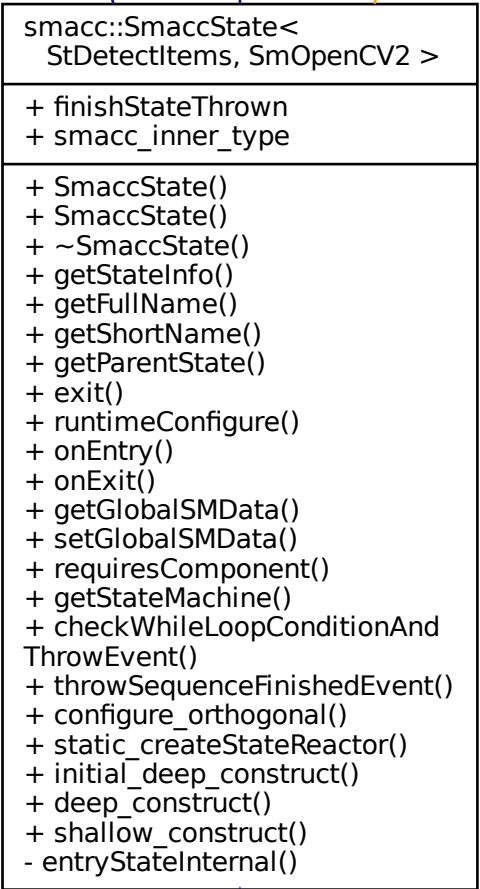 smacc::SmaccState<
StDetectItems, SmOpenCV2 >
+ finishStateThrown
+ smacc_inner_type
+ SmaccState()
+ SmaccState()
+ ~SmaccState()
+ getStateInfo()
+ getFullName()
+ getShortName()
+ getParentState()
+ exit()
+ runtimeConfigure()
+ onEntry()
+ onExit()
+ getGlobalSMData()
+ setGlobalSMData()
+ requiresComponent()
+ getStateMachine()
+ checkWhileLoopConditionAnd
ThrowEvent()
+ throwSequenceFinishedEvent()
+ configure_orthogonal()
+ static_createStateReactor()
+ initial_deep_construct()
+ deep_construct()
+ shallow_construct()
- entryStateInternal()